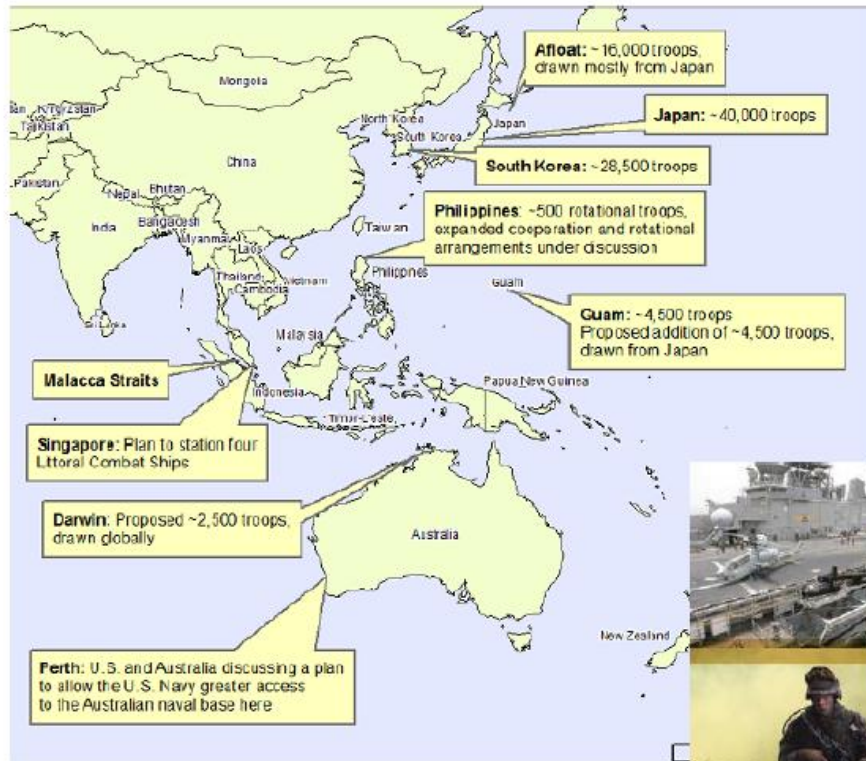 Afloat: ~16,000 troops,
drawn mostly from Japan
Mongolia
Kyrgyzstan
Tajikistan
North Korea
Japan
Japan: ~40,000 troops
South Korea
China
South Korea: ~28,500 troops
Pakistan
Nepal
Bhutan
Philippines: ~500 rotational troops,
expanded cooperation and rotational
arrangements under discussion
India
Bangladesh
Taiwan
Myanmar
Laos
Thailand
Vietnam
Philippines
Cambodia
Guam
Sri Lanka
Guam: ~4,500 troops
Proposed addition of ~4,500 troops,
drawn from Japan
Malaysia
Malacca Straits
Indonesia
Papua New Guinea
Timor-Leste
Singapore: Plan to station four
Littoral Combat Ships
Darwin: Proposed ~2,500 troops,
drawn globally
Australia
New Zealand
Perth: U.S. and Australia discussing a plan
to allow the U.S. Navy greater access
to the Australian naval base here